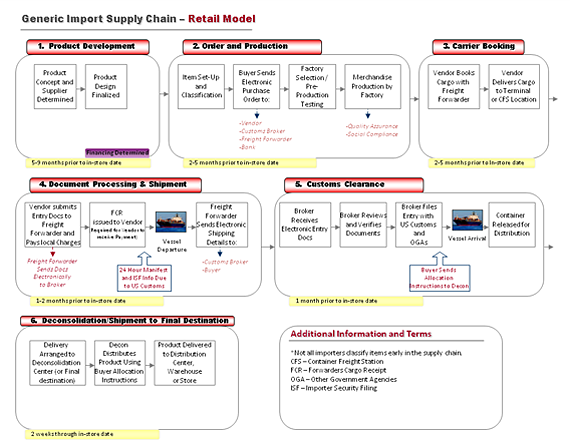 Generic Import Supply Chain – Retail Model
1. Product Development
Product
Concept and
Supplier
Determined
Product
Design
Finalized
Financing Determined
5-9 months prior to in-store date
2. Order and Production
Item Set-Up
and
Classification
Buyer Sends
Electronic
Purchase
Order to:
-Vendor
-Customs Broker
-Freight Forwarder
-Bank
Factory
Selection /
Pre-
Production
Testing
Merchandise
Production by
Factory
-Quality Assurance
-Social Compliance
2-5 months prior to in-store date
3. Carrier Booking
Vendor Books
Cargo with
Freight
Forwarder
Vendor
Delivers Cargo
to Terminal
or CFS Location
2-5 months prior to in-store date
4. Document Processing & Shipment
Vendor submits
Entry Docs to
Freight
Forwarder and
Pays local Charges
Freight Forwarder
Sends Docs
Electronically
to Broker
FCR
issued to Vendor
(Required for Vendors to
receive Payment)
24 Hour Manifest
and ISF Info Due
to US Customs
Vessel
Departure
Freight
Forwarder
Sends Electronic
Shipping
Details to:
-Customs Broker
-Buyer
1-2 months prior to in-store date
5. Customs Clearance
Broker
Receives
Electronic Entry
Docs
Broker Reviews
and Verifies
Documents
Broker Files
Entry with
US Customs
and
OGAs
Buyer Sends
Allocation
Instructions to Decon
Vessel Arrival
Container
Released for
Distribution
1 month prior to in-store date
6. Deconsolidation/Shipment to Final Destination
Delivery
Arranged to
Deconsolidation
Center (or Final
destination)
Decon
Distributes
Product Using
Buyer Allocation
Instructions
Product Delivered
to Distribution
Center,
Warehouse
or Store
2 weeks through in-store date
Additional Information and Terms
*Not all importers classify items early in the supply chain.
CFS – Container Freight Station
FCR – Forwarders Cargo Receipt
OGA – Other Government Agencies
ISF – Importer Security Filing